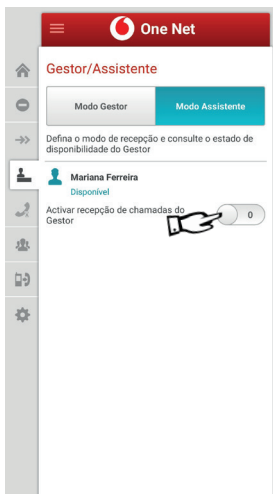 One Net
Gestor/Assistente
Modo Gestor
Modo Assistente
Defina o modo de recepção e consulte o estado de
disponibilidade do Gestor
Mariana Ferreira
Disponível
Activar recepção de chamadas do
Gestor
0